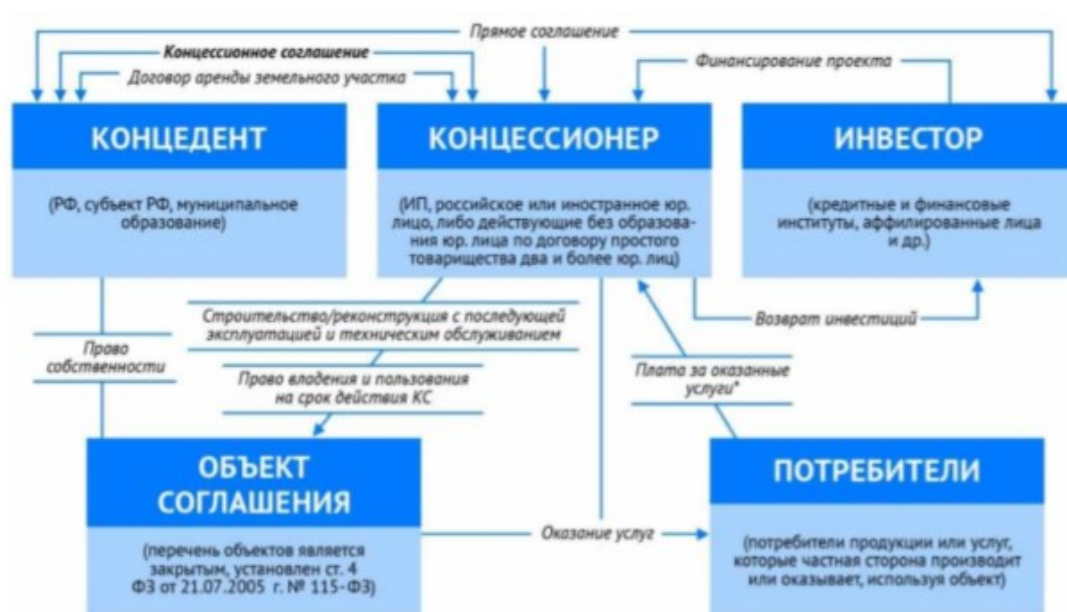 Прямое соглашение
Концессионное соглашение
Финансирование проекта
Договор аренды земельного участка
КОНЦЕДЕНТ
(РФ, субъект РФ, муниципальное
образование)
КОНЦЕССИОНЕР
(ИП, российское или иностранное юр.
лицо, либо действующие без образова-
ния юр. лица по договору простого
товарищества два и более юр. лиц)
ИНВЕСТОР
(кредитные и финансовые
институты, аффилированные лица
и др.)
Строительство/реконструкция с последующей
эксплуатацией и техническим обслуживанием
Возврат инвестиций
Право
собственности
Право владения и пользования
на срок действия КС
Плата за оказанные
услуги*
ОБЪЕКТ
СОГЛАШЕНИЯ
(перечень объектов является
закрытым, установлен ст. 4
ФЗ от 21.07.2005 г. № 115-ФЗ)
Оказание услуг
ПОТРЕБИТЕЛИ
(потребители продукции или услуг,
которые частная сторона производит
или оказывает, используя объект)